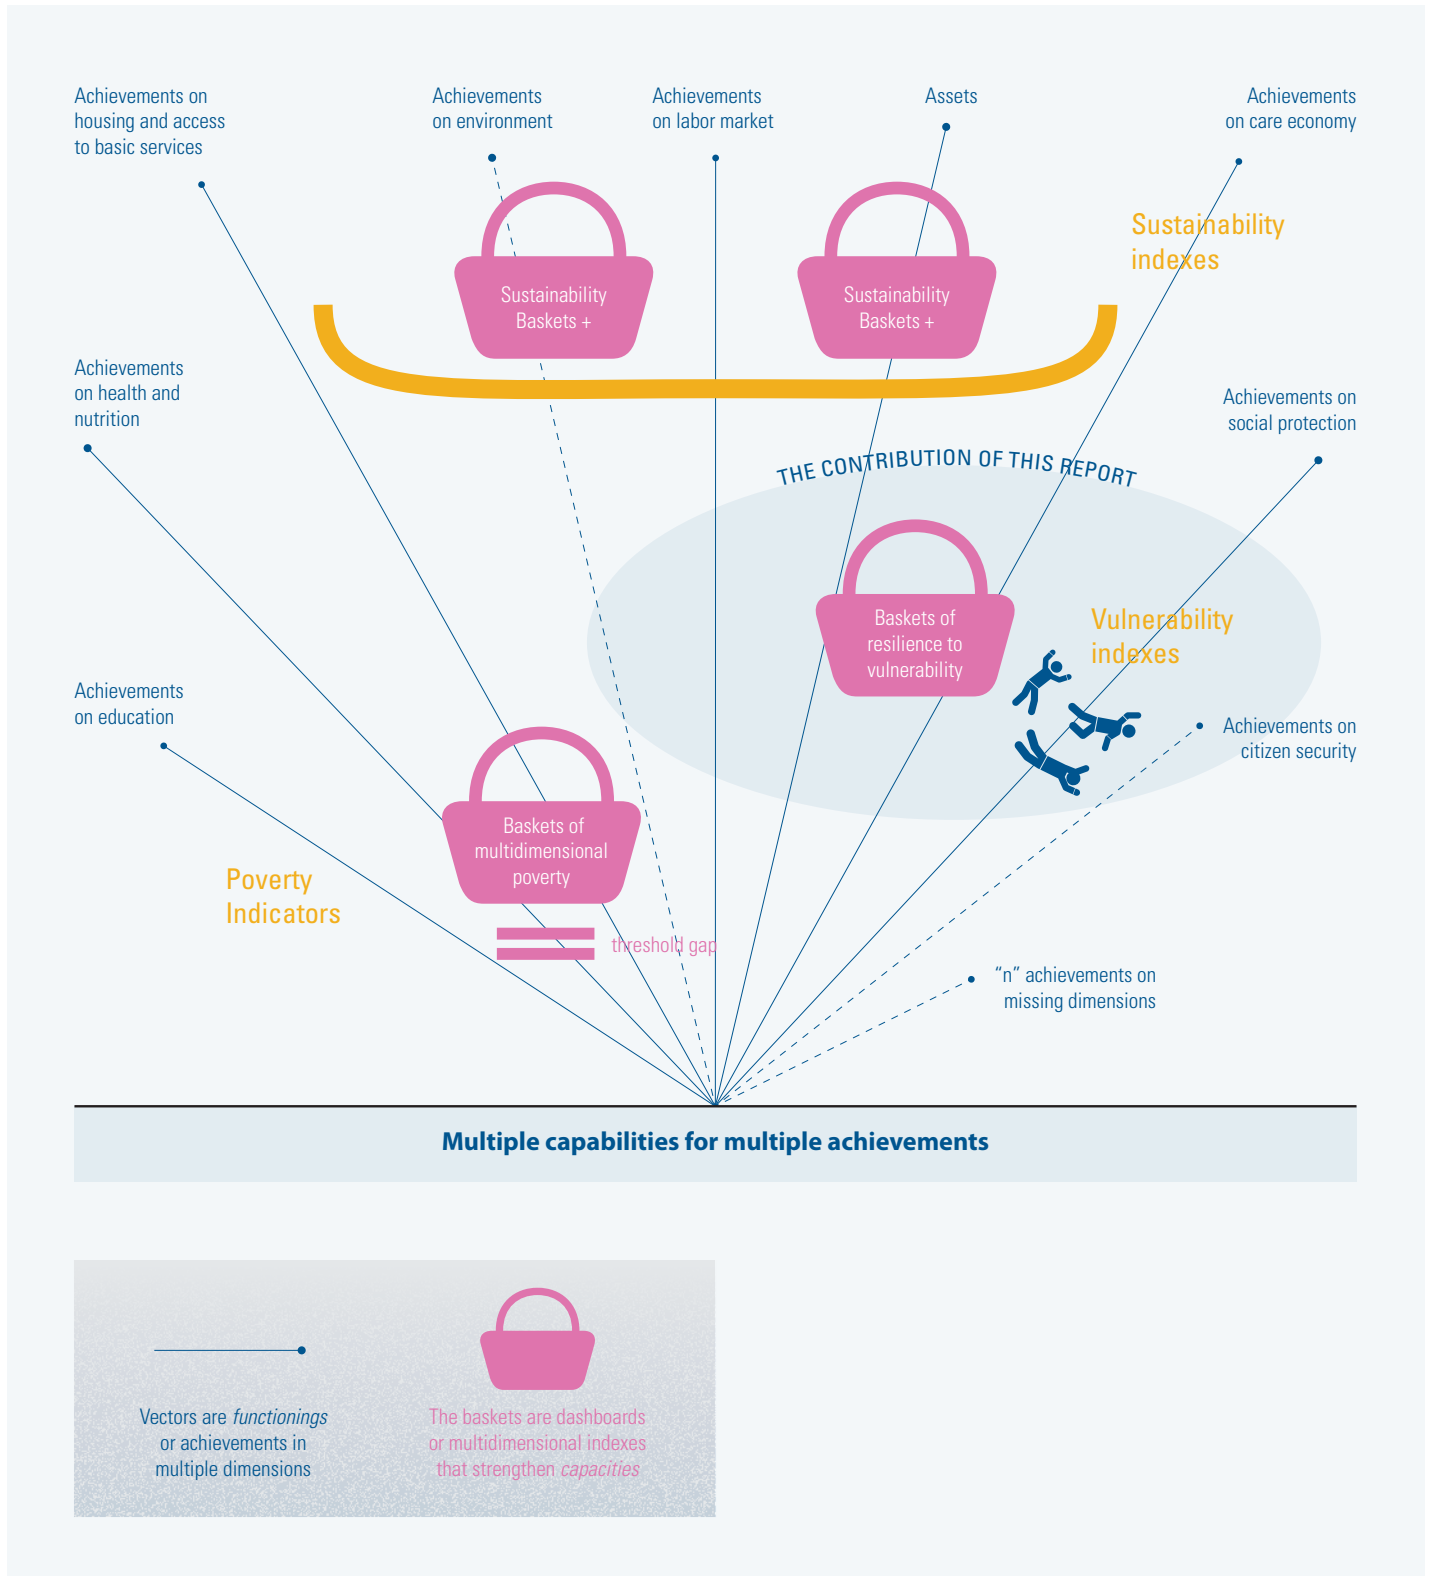 Achievements on
housing and access
to basic services
Achievements
on environment
Achievements
on labor market
Assets
Achievements
on care economy
Sustainability
indexes
Sustainability
Baskets +
Sustainability
Baskets +
Achievements
on health and
nutrition
Achievements on
social protection
THE CONTRIBUTION OF THIS REPORT
Baskets of
resilience to
vulnerability
Vulnerability
indexes
Achievements
on education
Achievements on
citizen security
Baskets of
multidimensional
poverty
Poverty
Indicators
threshold gap
“n” achievements on
missing dimensions
Multiple capabilities for multiple achievements
Vectors are functionings
or achievements in
multiple dimensions
The baskets are dashboards
or multidimensional indexes
that strengthen capacities